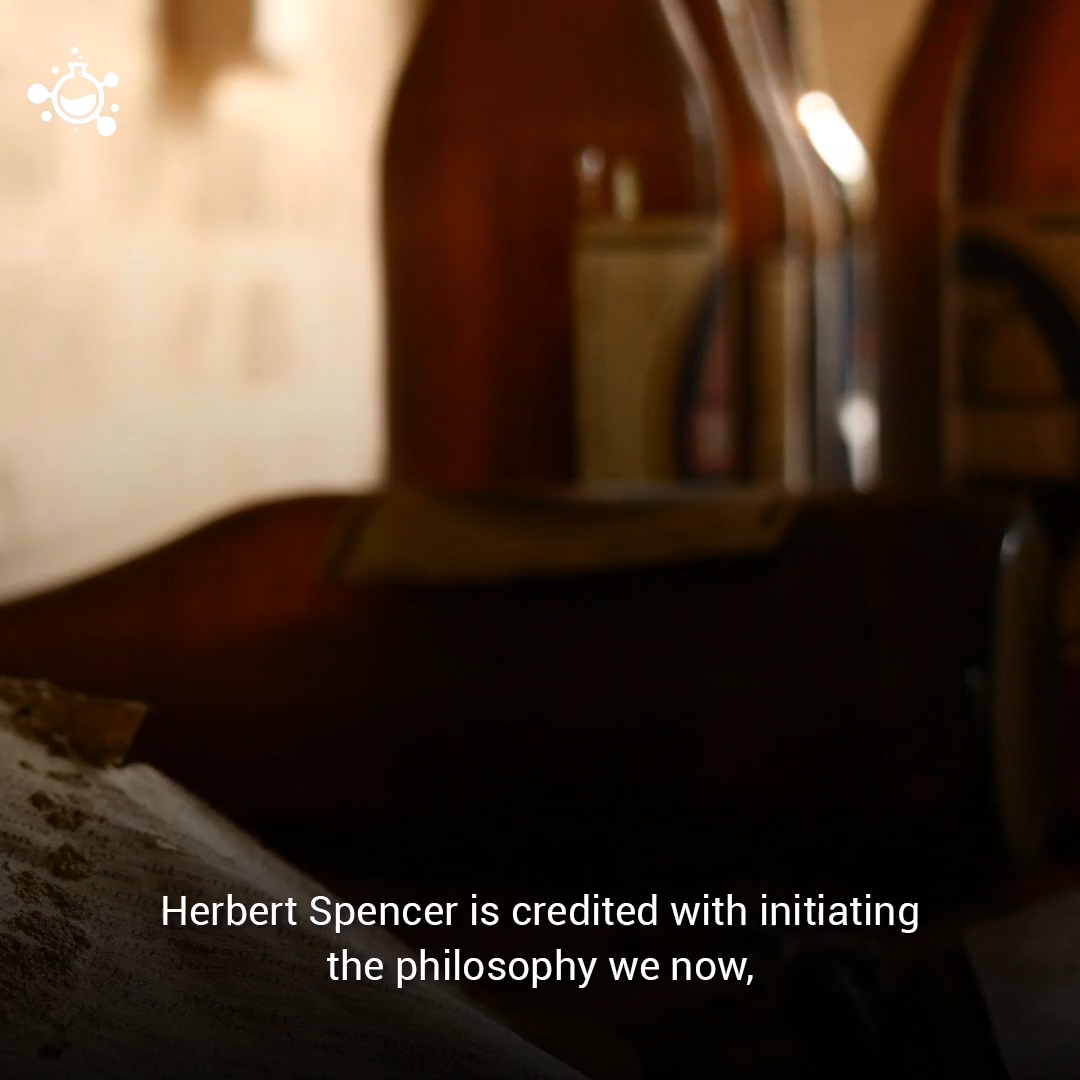 Herbert Spencer is credited with initiating
the philosophy we now,